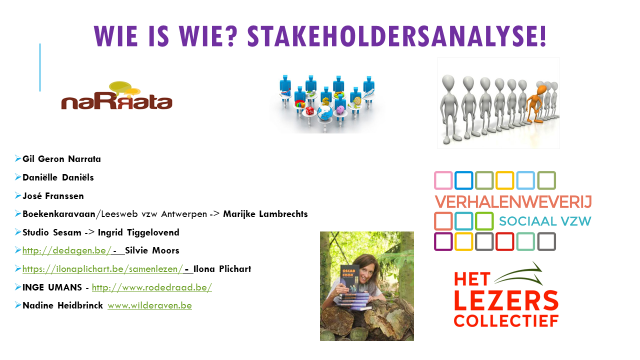 WIE IS WIE? STAKEHOLDERSANALYSE!
naRrata
Gil Geron Narrata
Daniëlle Daniëls
José Franssen
Boekenkaravaan/Leesweb vzw Antwerpen -> Marijke Lambrechts
Studio Sesam -> Ingrid Tiggelovend
http://dedagen.be/ - Silvie Moors
https://ilonaplichart.be/samenlezen/ - Ilona Plichart
INGE UMANS - http://www.rodedraad.be/
Nadine Heidbrinck www.wilderaven.be
VERHALENWEVERIJ
SOCIAAL VZW
HET
LEZERS
COLLECTIEF